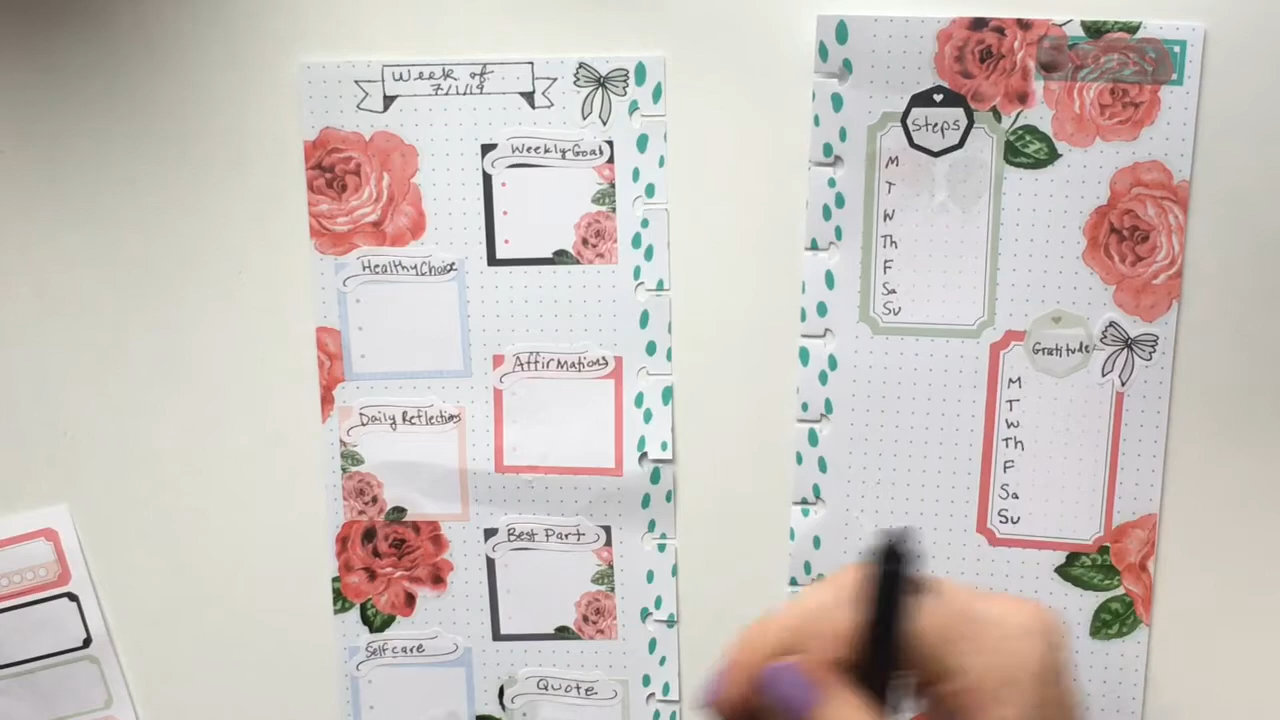 Week of
7/1/19
Weekly Goal
Healthy Choice
Affirmations
Daily Reflections
Best Part
Selfcare
Quote
Steps
M
T
W
Th
F
Sa
Su
Gratitude
M
T
W
Th
F
Sa
Su